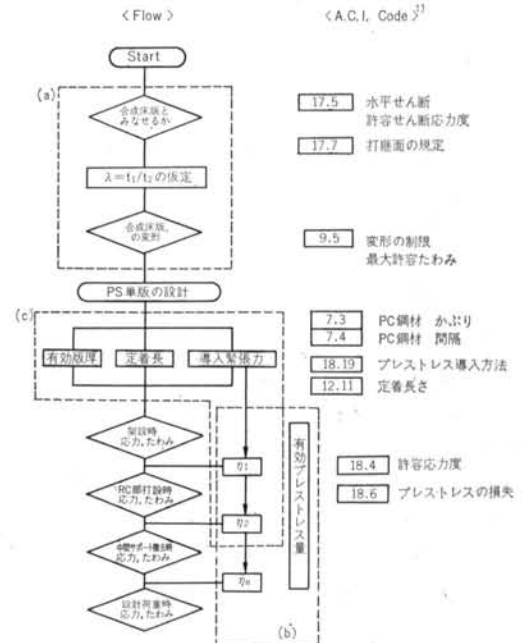 <Flow>
<A.C.I. Code>1)
Start
(a)
合成床版と
みなせるか
17.5 水平せん断
許容せん断応力度
17.7 打継面の規定
λ=t₁/t₂の仮定
合成床版,
の変形
9.5 変形の制限
最大許容たわみ
PS単版の設計
(c)
7.3 PC鋼材 かぶり
7.4 PC鋼材 間隔
有効版厚 定着長 導入緊張力
18.19 プレストレス導入方法
12.11 定着長さ
架設時
応力,たわみ
有効プレストレス量
η₁
18.4 許容応力度
RC部打設時
応力,たわみ
18.6 プレストレスの損失
η₂
中間サポート撤去時
応力,たわみ
ηn
設計荷重時
応力,たわみ
(b)